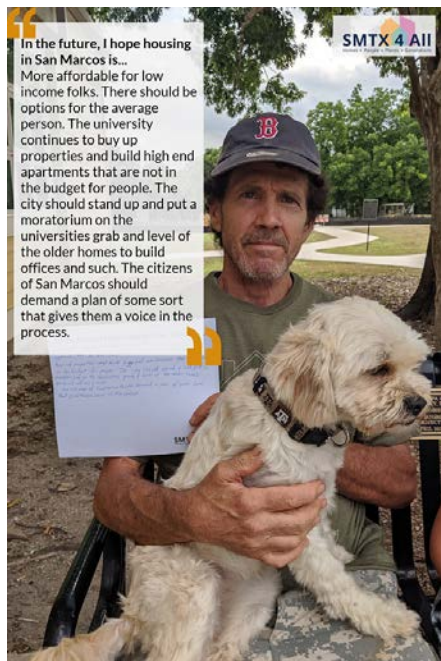 In the future, I hope housing
in San Marcos is...
More affordable for low
income folks. There should be
options for the average
person. The university
continues to buy up
properties and build high end
apartments that are not in
the budget for people. The
city should stand up and put a
moratorium on the
universities grab and level of
the older homes to build
offices and such. The citizens
of San Marcos should
demand a plan of some sort
that gives them a voice in the
process.
SMTX 4 All
B